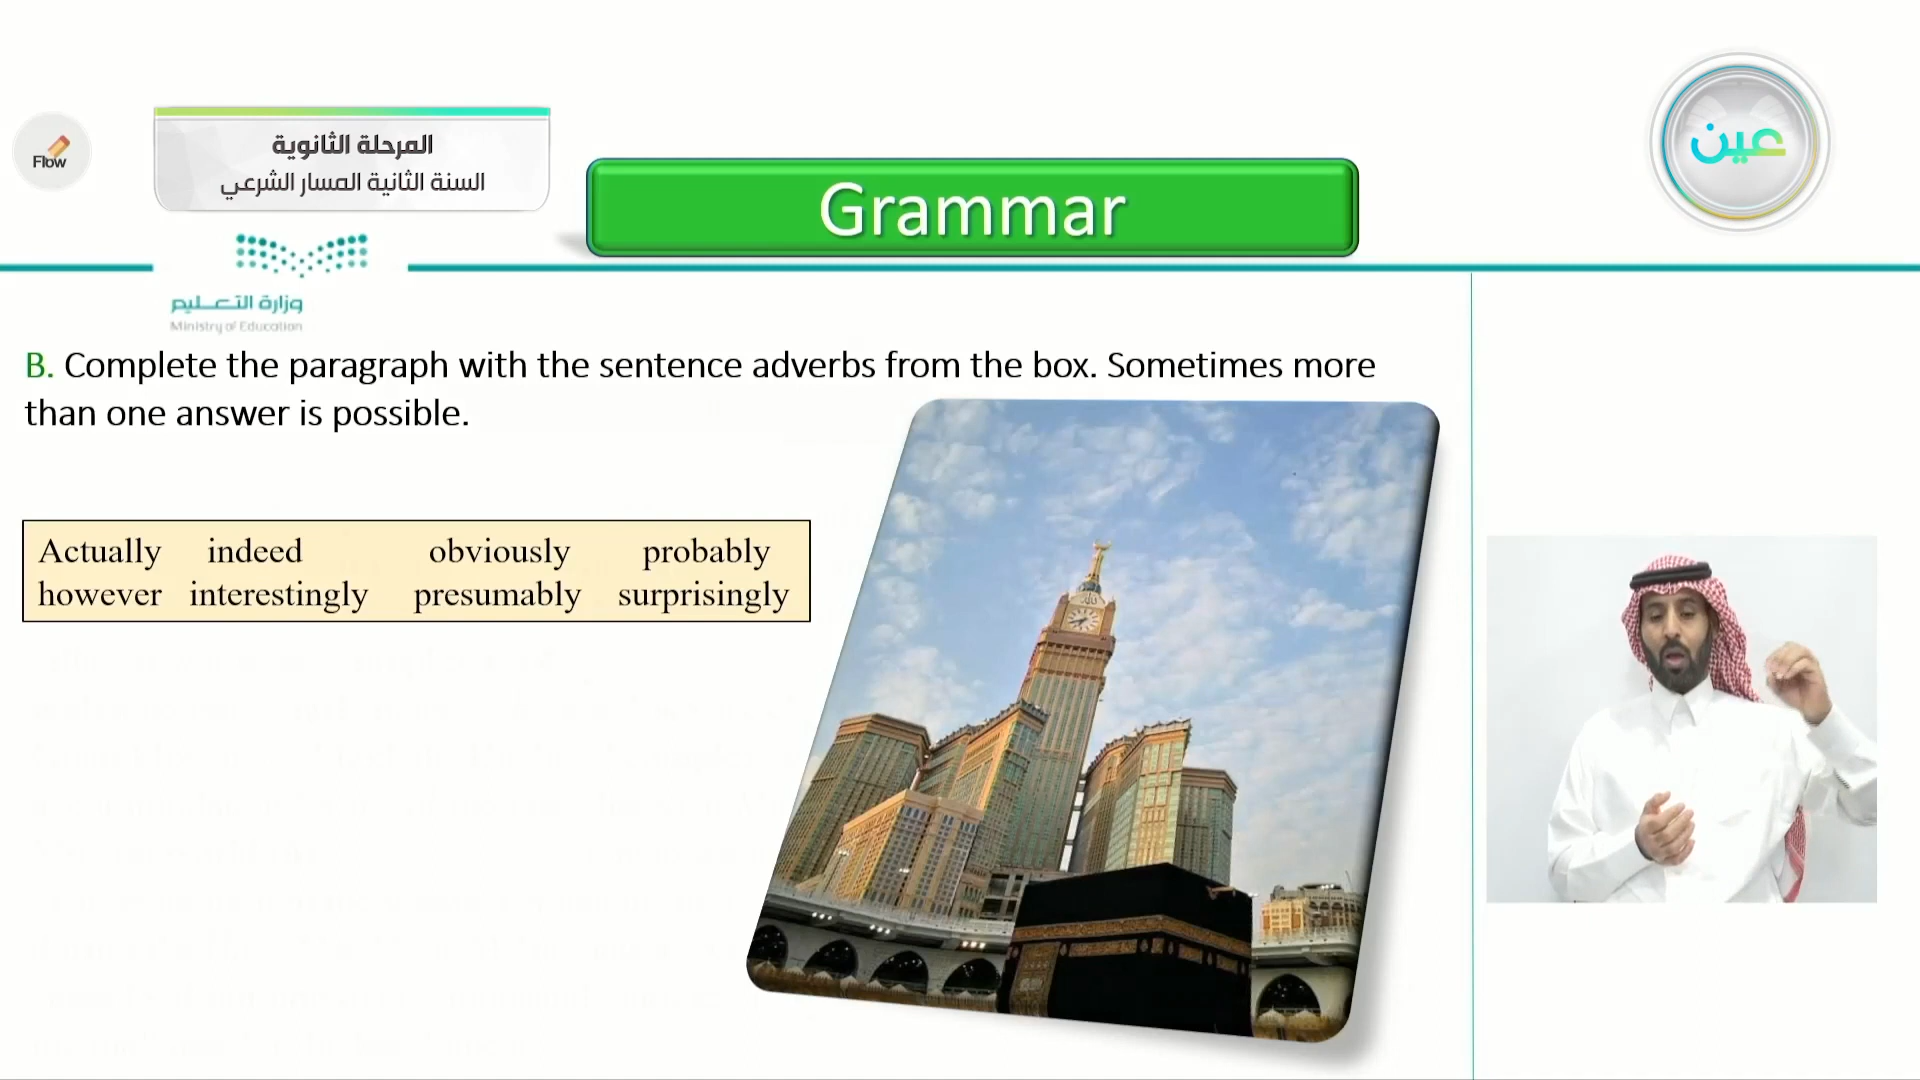 Flow
المرحلة الثانوية
السنة الثانية المسار الشرعي
Grammar
عين
وزارة التعليم
Ministry of Education
B. Complete the paragraph with the sentence adverbs from the box. Sometimes more
than one answer is possible.
Actually indeed obviously probably
however interestingly presumably surprisingly